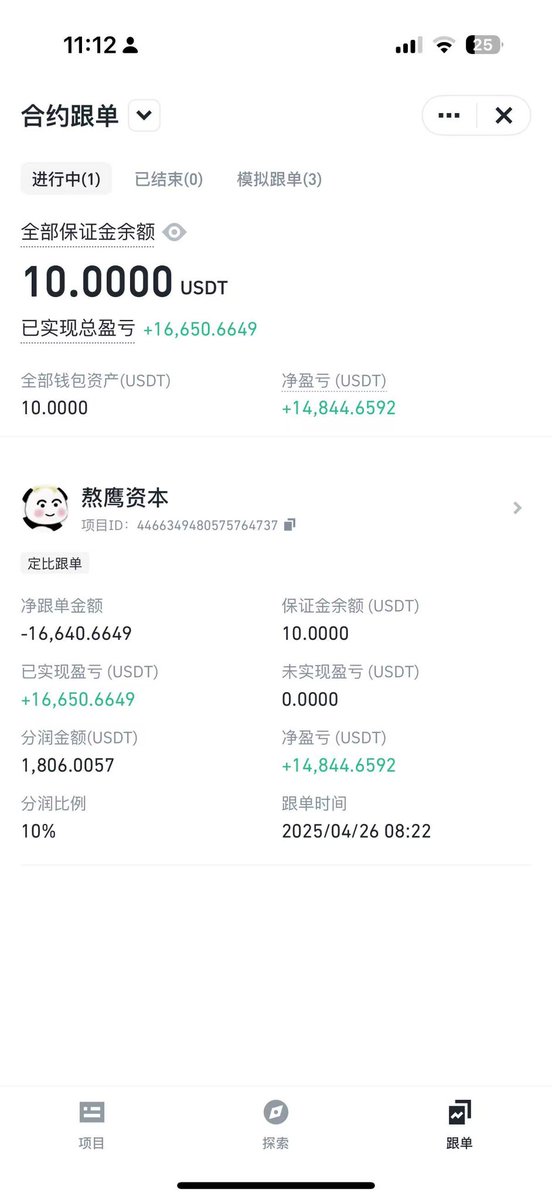 11:12
25
合约跟单
进行中(1) 已结束(0) 模拟跟单(3)
全部保证金余额
10.0000 USDT
已实现总盈亏 +16,650.6649
全部钱包资产(USDT) 净盈亏 (USDT)
10.0000 +14,844.6592
熬鹰资本
项目ID: 4466349480575764737
定比跟单
净跟单金额 保证金余额 (USDT)
-16,640.6649 10.0000
已实现盈亏 (USDT) 未实现盈亏 (USDT)
+16,650.6649 0.0000
分润金额(USDT) 净盈亏 (USDT)
1,806.0057 +14,844.6592
分润比例 跟单时间
10% 2025/04/26 08:22
项目 探索 跟单